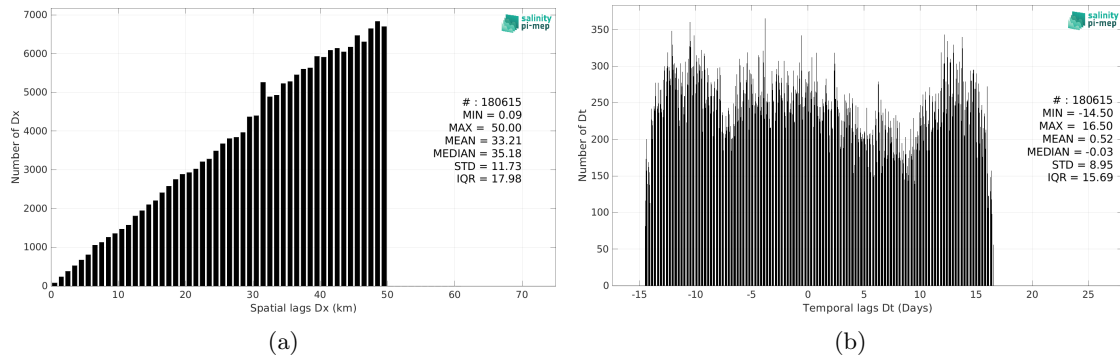 7000
6000
5000
4000
3000
2000
1000
0
Number of Dx
0 10 20 30 40 50 60 70
Spatial lags Dx (km)
salinity
pi-mep
# : 180615
MIN = 0.09
MAX = 50.00
MEAN = 33.21
MEDIAN = 35.18
STD = 11.73
IQR = 17.98
(a)
350
300
250
200
150
100
50
0
Number of Dt
-15 -10 -5 0 5 10 15 20 25
Temporal lags Dt (Days)
salinity
pi-mep
# : 180615
MIN = -14.50
MAX = 16.50
MEAN = 0.52
MEDIAN = -0.03
STD = 8.95
IQR = 15.69
(b)